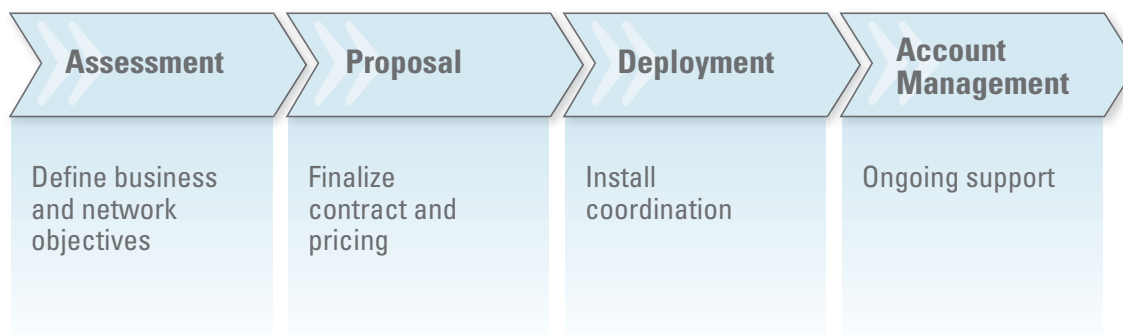 Assessment
Proposal
Deployment
Account
Management
Define business
and network
objectives
Finalize
contract and
pricing
Install
coordination
Ongoing support